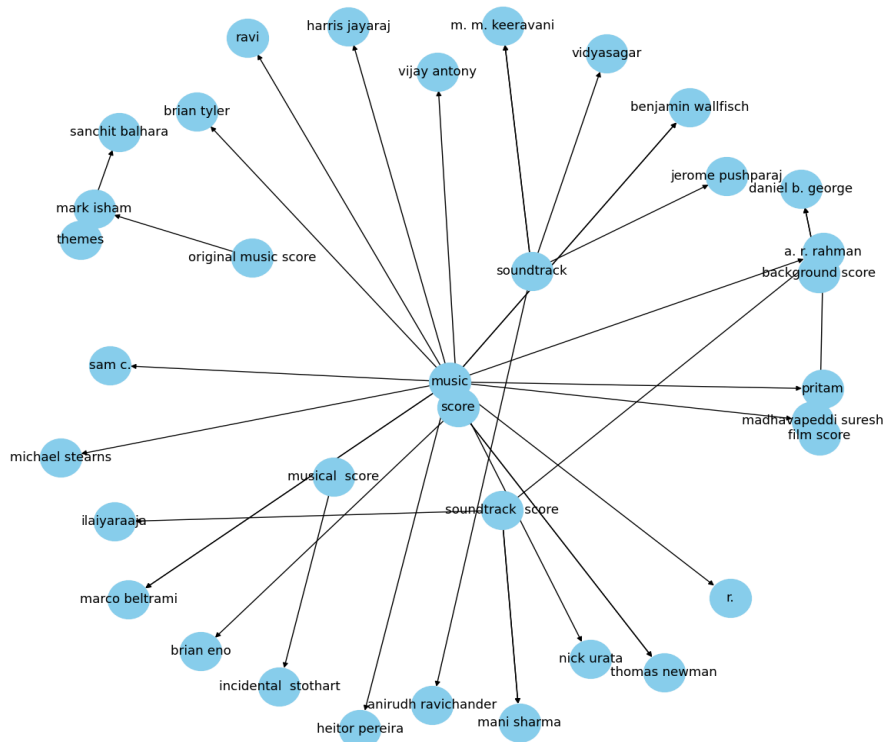 m. m. keeravani
harris jayaraj
ravi
vidyasagar
vijay antony
benjamin wallfisch
brian tyler
sanchit balhara
jerome pushparaj
daniel b. george
mark isham
themes
a. r. rahman
original music score
soundtrack
background score
sam c.
music
pritam
score
madhavapeddi suresh
film score
michael stearns
musical  score
soundtrack  score
ilaiyaraaja
marco beltrami
r.
brian eno
nick urata
thomas newman
incidental  stothart
anirudh ravichander
mani sharma
heitor pereira